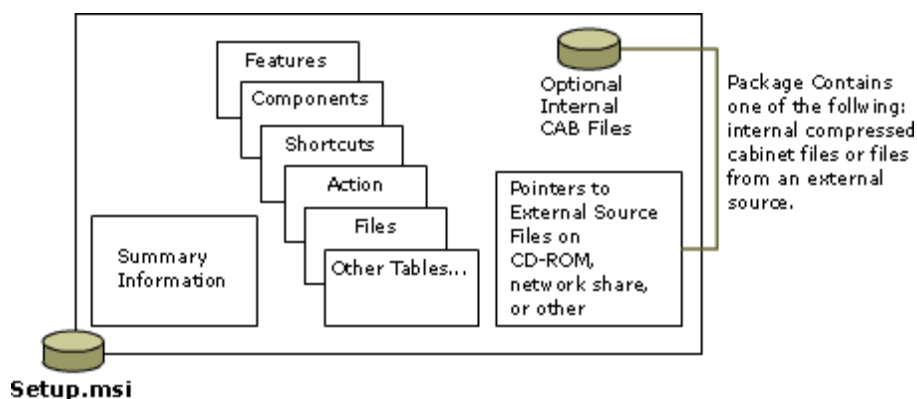 Features
Components
Shortcuts
Action
Files
Other Tables...
Summary
Information
Optional
Internal
CAB Files
Pointers to
External Source
Files on
CD-ROM,
network share,
or other
Package Contains
one of the follwing:
internal compressed
cabinet files or files
from an external
source.
Setup.msi